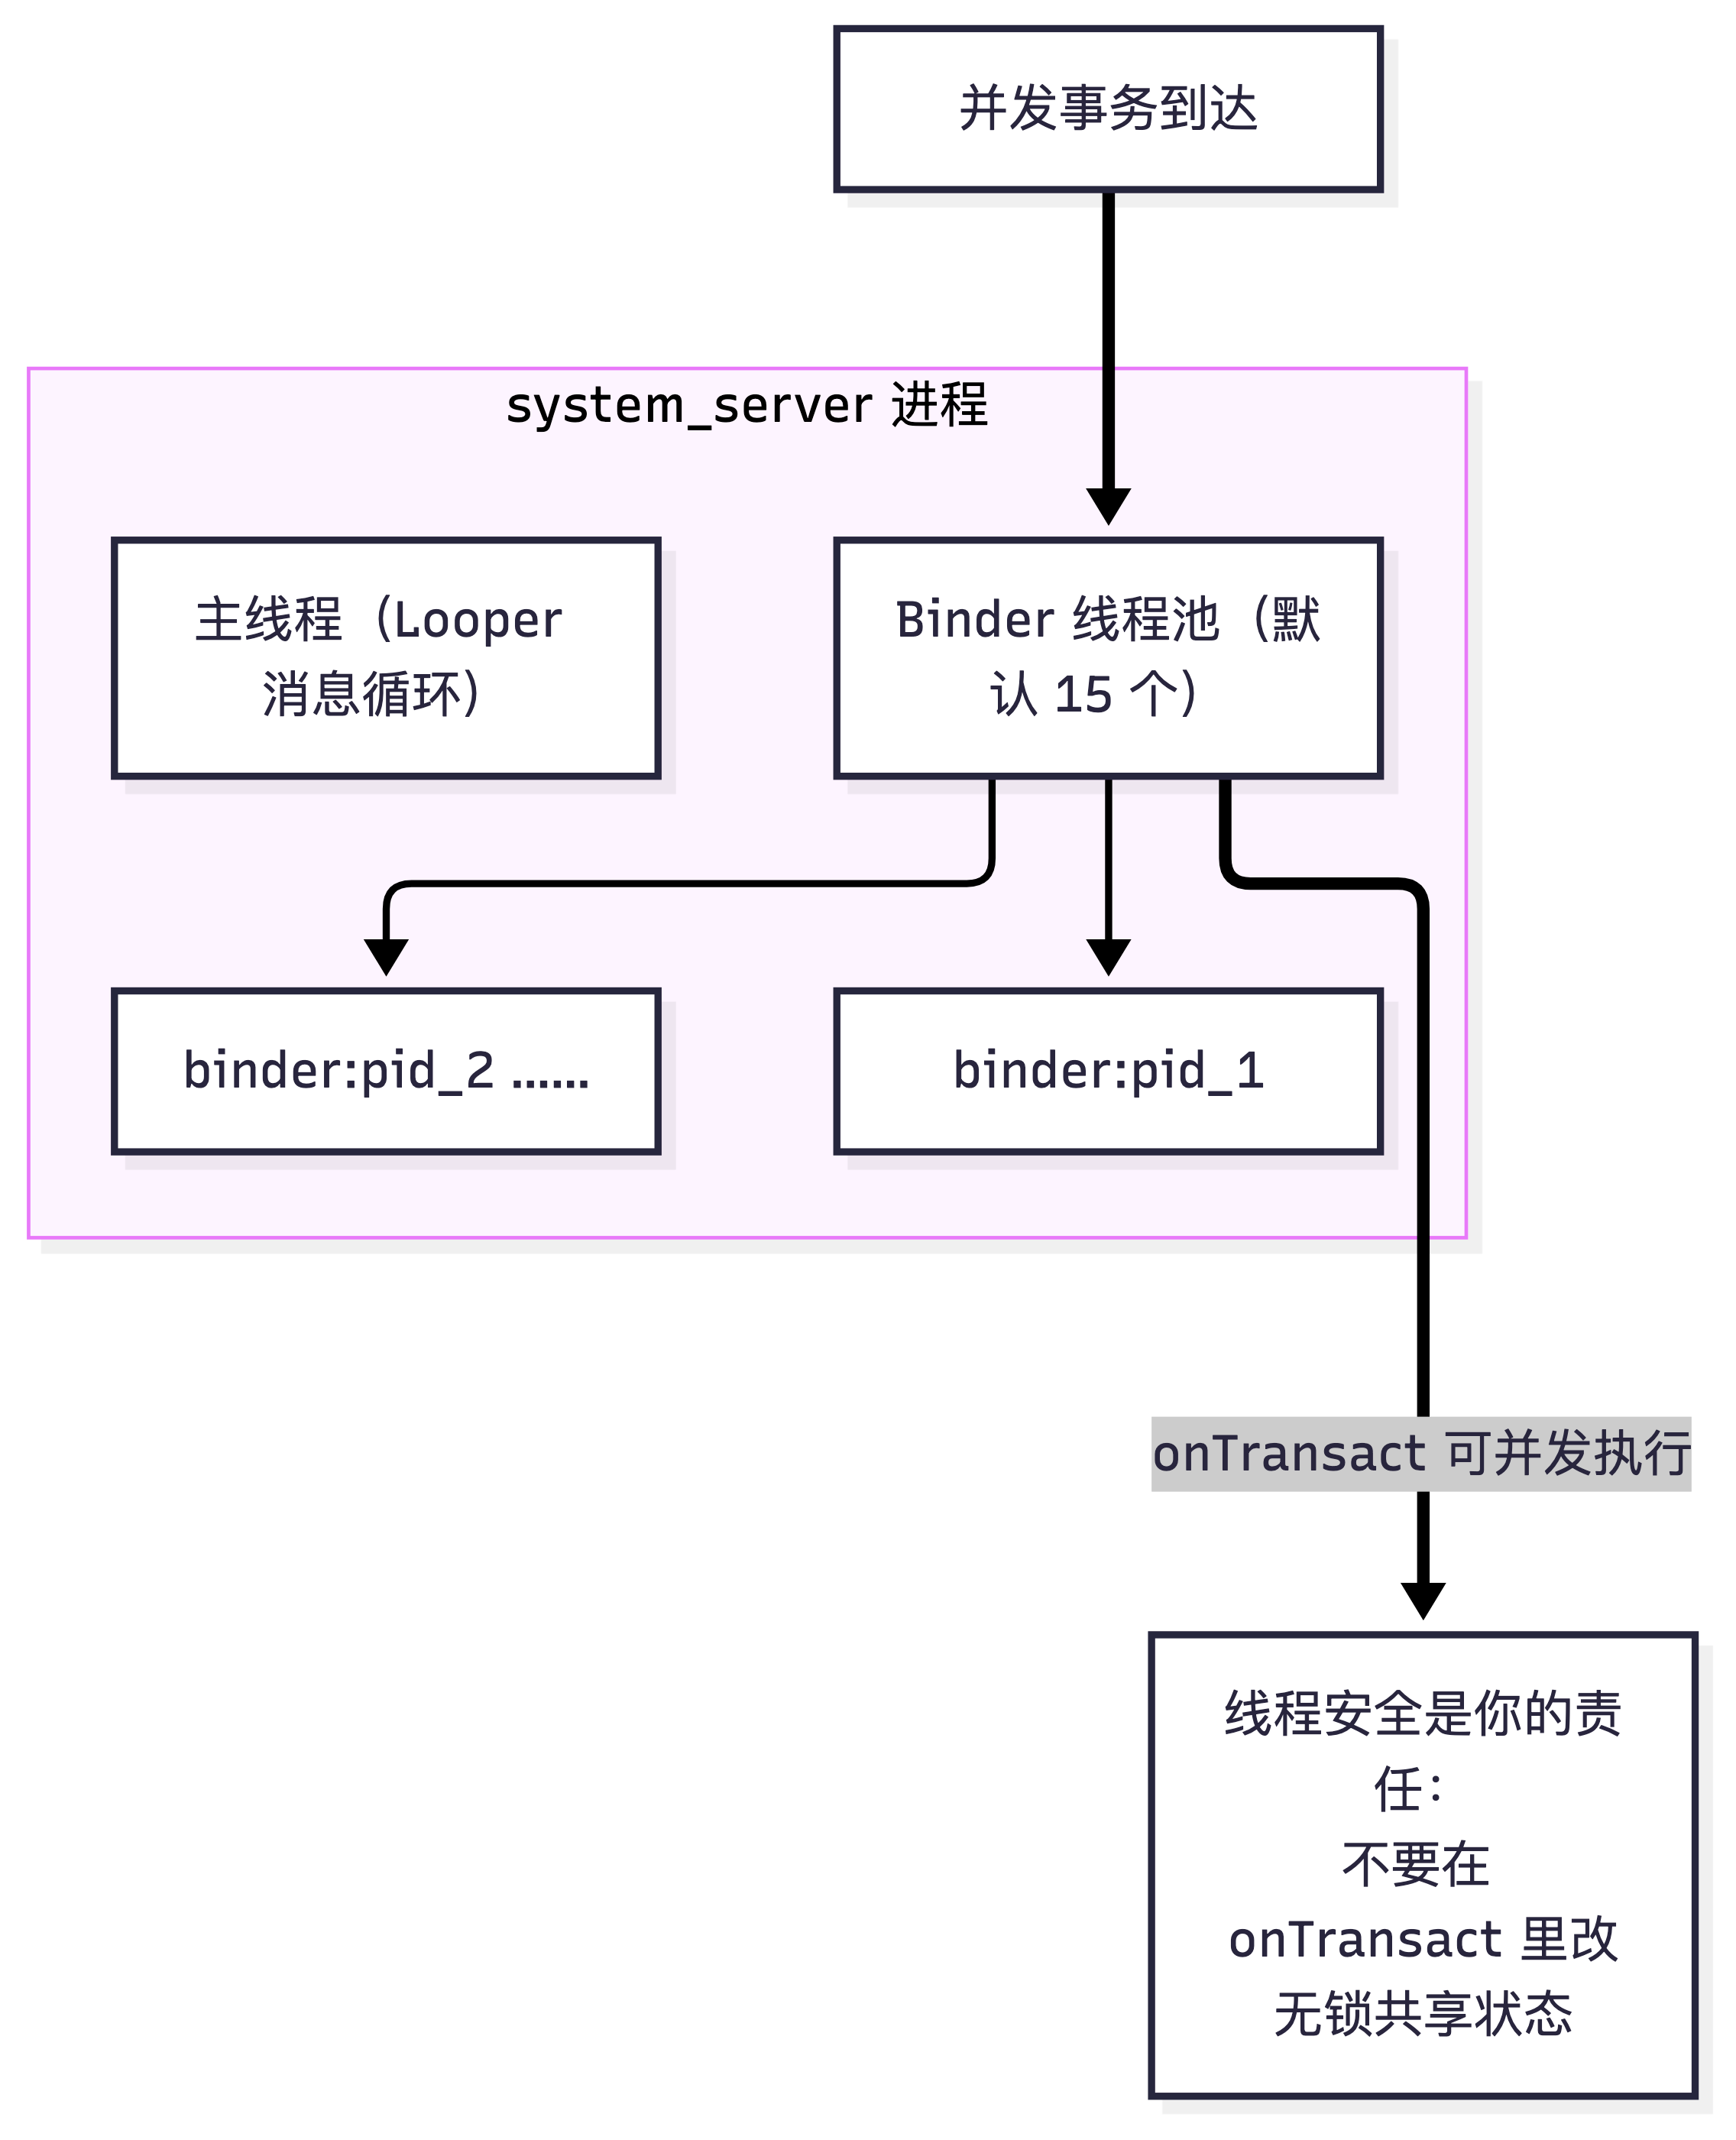 并发事务到达
system_server 进程
主线程（Looper
消息循环）
Binder 线程池（默
认 15 个）
binder:pid_2 ……
binder:pid_1
onTransact 可并发执行
线程安全是你的责
任：
不要在
onTransact 里改
无锁共享状态